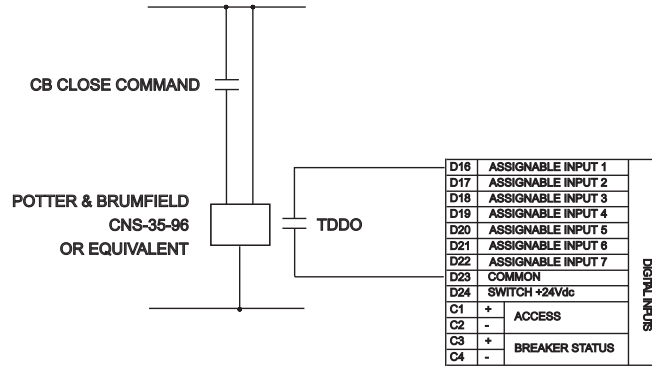 CB CLOSE COMMAND
POTTER & BRUMFIELD
CNS-35-96
OR EQUIVALENT
TDDO
D16 ASSIGNABLE INPUT 1
D17 ASSIGNABLE INPUT 2
D18 ASSIGNABLE INPUT 3
D19 ASSIGNABLE INPUT 4
D20 ASSIGNABLE INPUT 5
D21 ASSIGNABLE INPUT 6
D22 ASSIGNABLE INPUT 7
D23 COMMON
D24 SWITCH +24Vdc
C1 +
ACCESS
C2 -
C3 +
BREAKER STATUS
C4 -
DIGITAL INPUTS